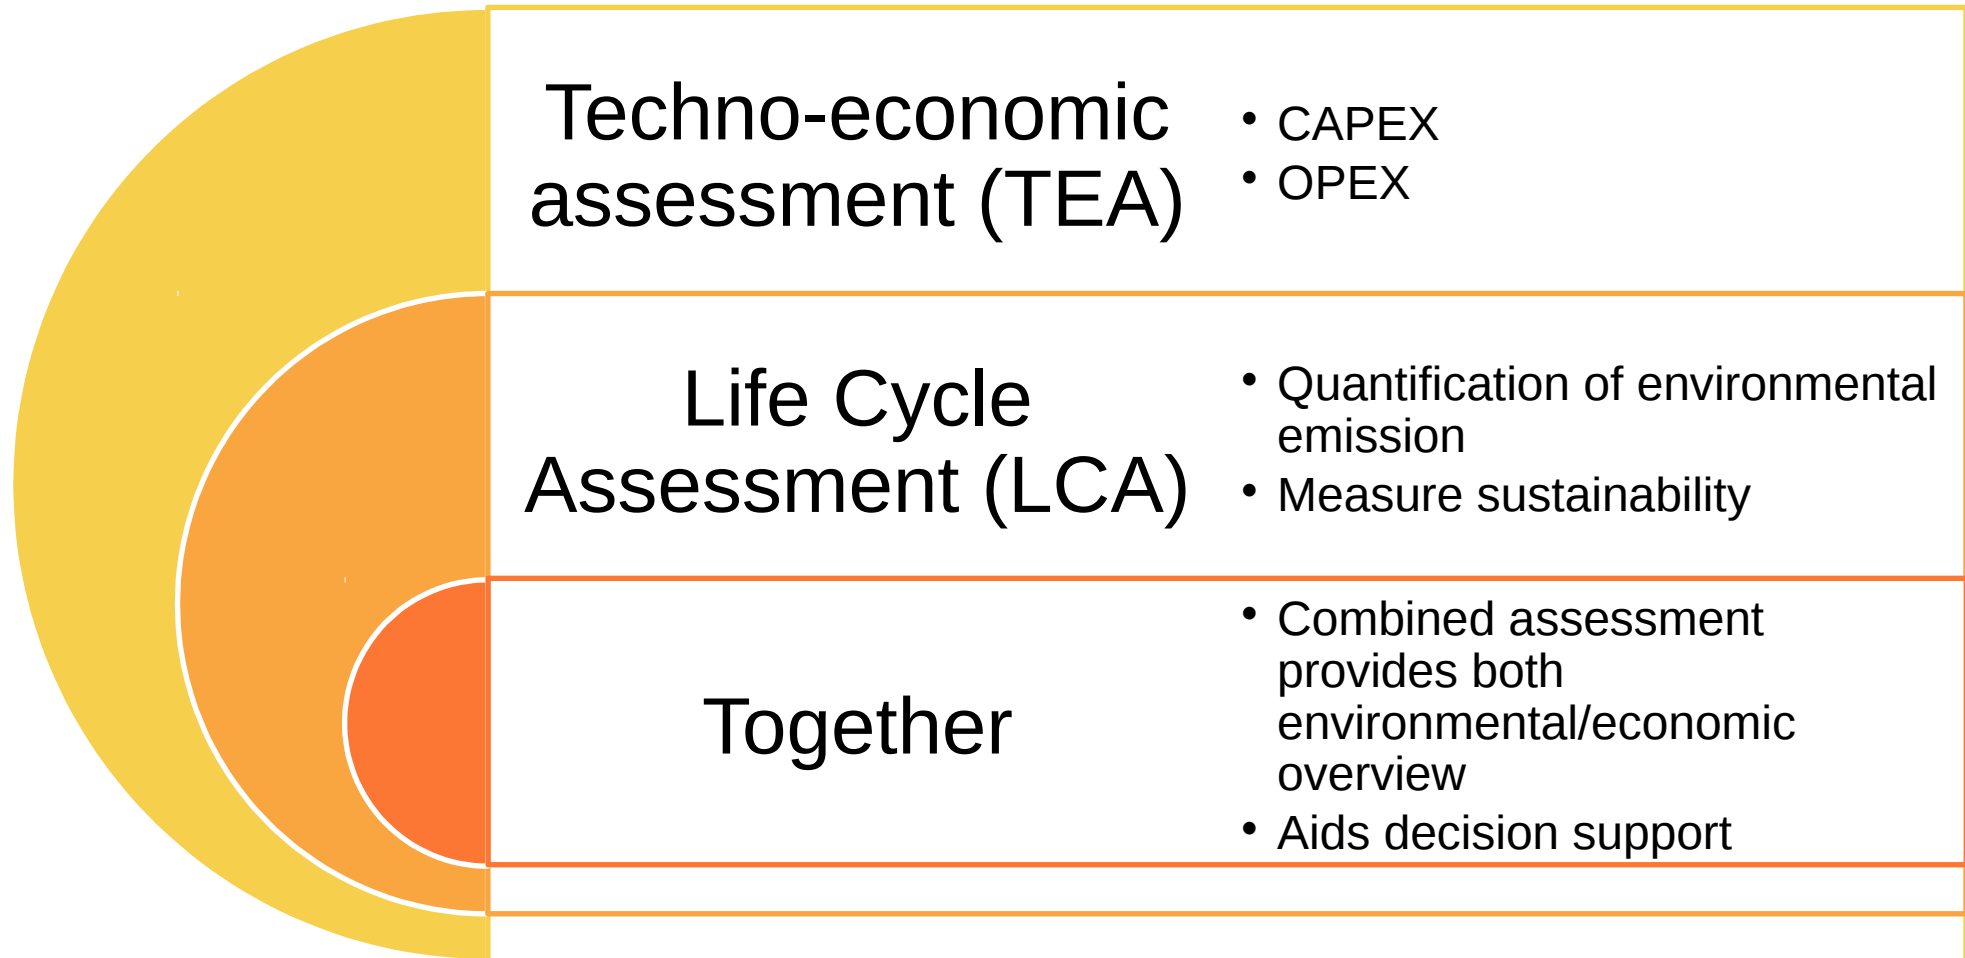 Techno-economic
assessment (TEA)
• CAPEX
• OPEX
Life Cycle
Assessment (LCA)
• Quantification of environmental
emission
• Measure sustainability
Together
• Combined assessment
provides both
environmental/economic
overview
• Aids decision support